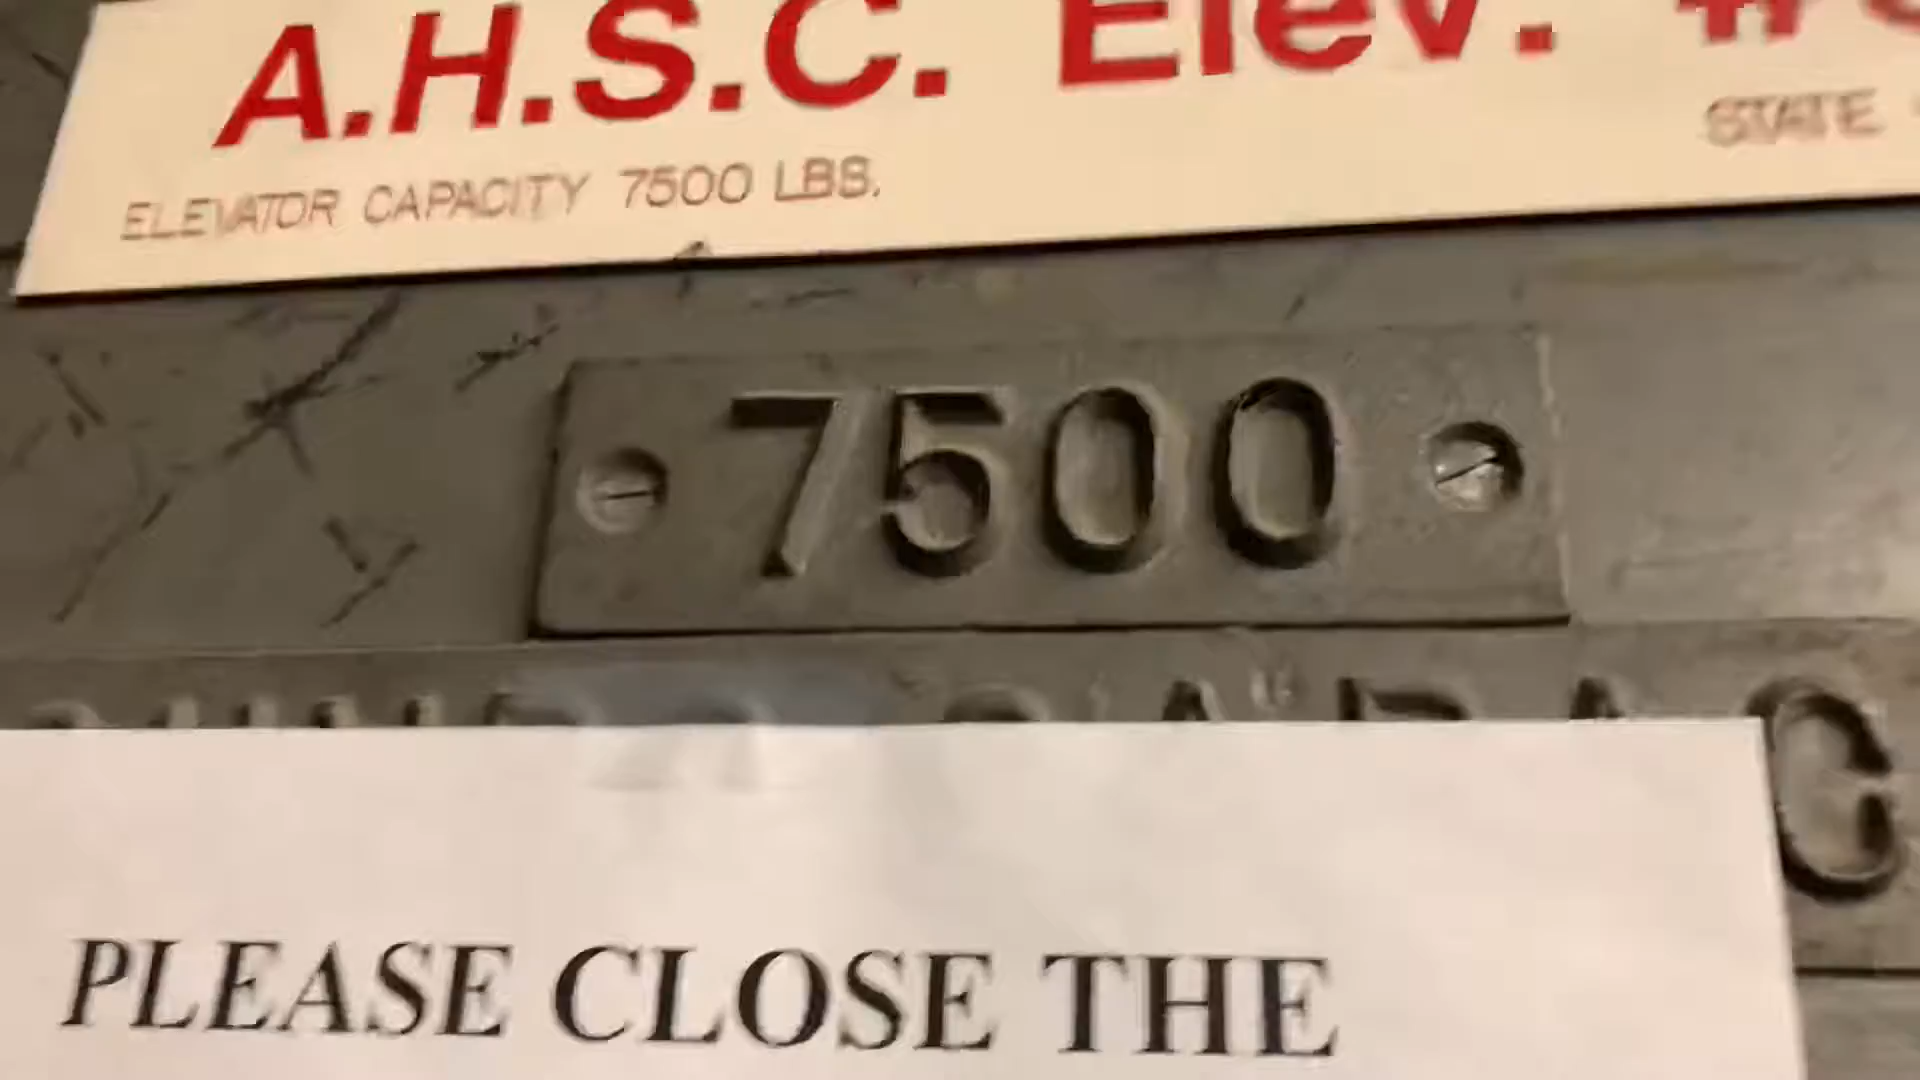 A.H.S.C. Elev.
STATE
ELEVATOR CAPACITY 7500 LBS.
7500
PLEASE CLOSE THE